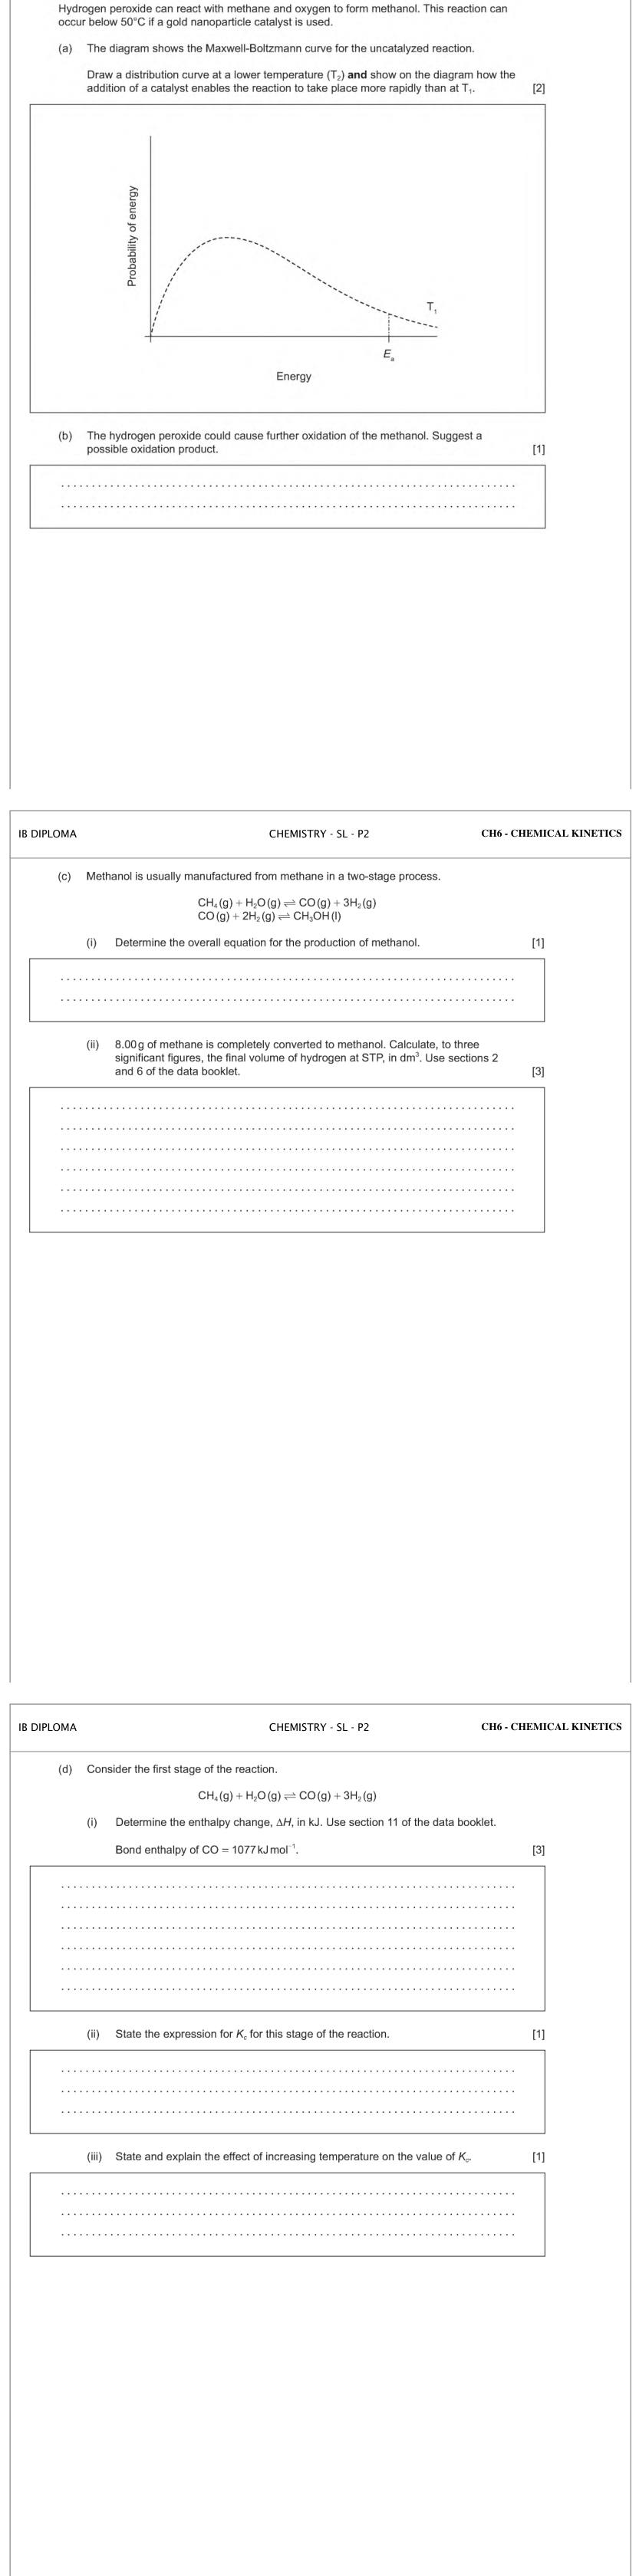 Hydrogen peroxide can react with methane and oxygen to form methanol. This reaction can
occur below 50°C if a gold nanoparticle catalyst is used.
(a) The diagram shows the Maxwell-Boltzmann curve for the uncatalyzed reaction.
Draw a distribution curve at a lower temperature (T₂) and show on the diagram how the
addition of a catalyst enables the reaction to take place more rapidly than at T₁. [2]
Probability of energy
T₁
Eₐ
Energy
(b) The hydrogen peroxide could cause further oxidation of the methanol. Suggest a
possible oxidation product. [1]
IB DIPLOMA CHEMISTRY - SL - P2 CH6 - CHEMICAL KINETICS
(c) Methanol is usually manufactured from methane in a two-stage process.
CH₄(g) + H₂O(g) ⇌ CO(g) + 3H₂(g)
CO(g) + 2H₂(g) ⇌ CH₃OH(l)
(i) Determine the overall equation for the production of methanol. [1]
(ii) 8.00g of methane is completely converted to methanol. Calculate, to three
significant figures, the final volume of hydrogen at STP, in dm³. Use sections 2
and 6 of the data booklet. [3]
IB DIPLOMA CHEMISTRY - SL - P2 CH6 - CHEMICAL KINETICS
(d) Consider the first stage of the reaction.
CH₄(g) + H₂O(g) ⇌ CO(g) + 3H₂(g)
(i) Determine the enthalpy change, ΔH, in kJ. Use section 11 of the data booklet.
Bond enthalpy of CO = 1077 kJ mol⁻¹. [3]
(ii) State the expression for K꜀ for this stage of the reaction. [1]
(iii) State and explain the effect of increasing temperature on the value of K꜀. [1]